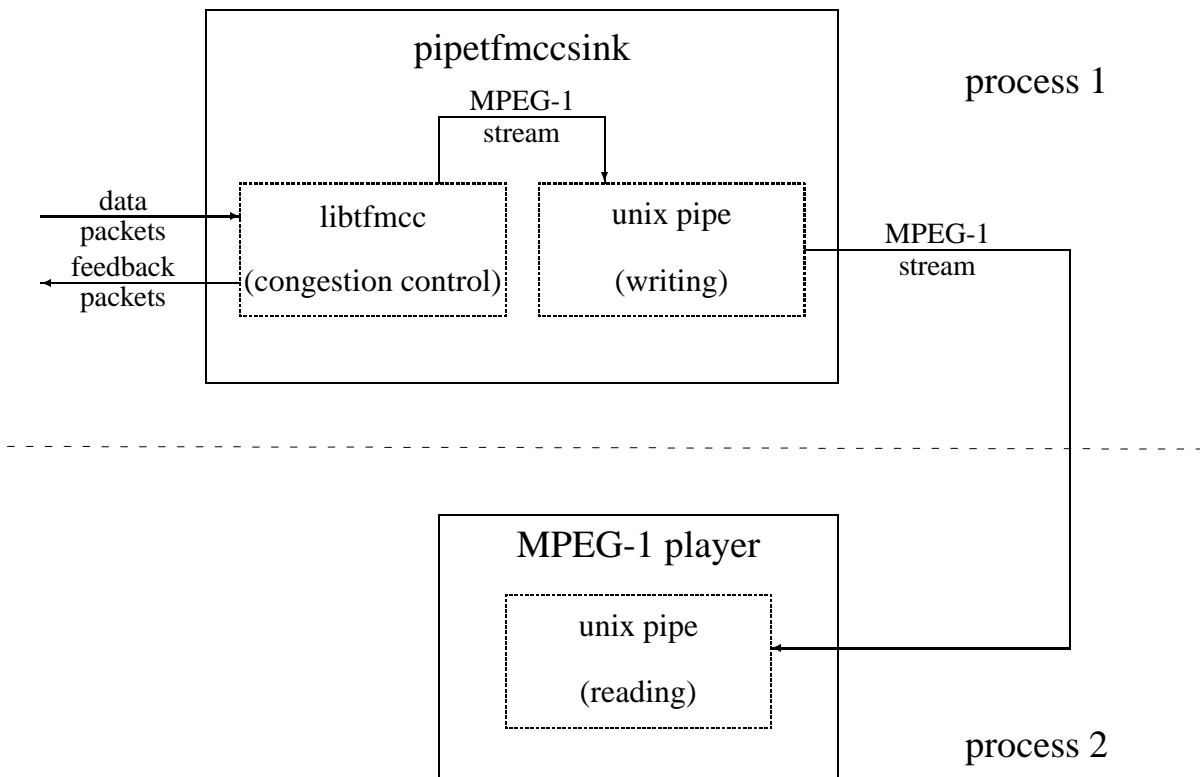 pipetfmccsink
process 1
MPEG-1
stream
data
packets
feedback
packets
libtfmcc
(congestion control)
unix pipe
(writing)
MPEG-1
stream
MPEG-1 player
unix pipe
(reading)
process 2